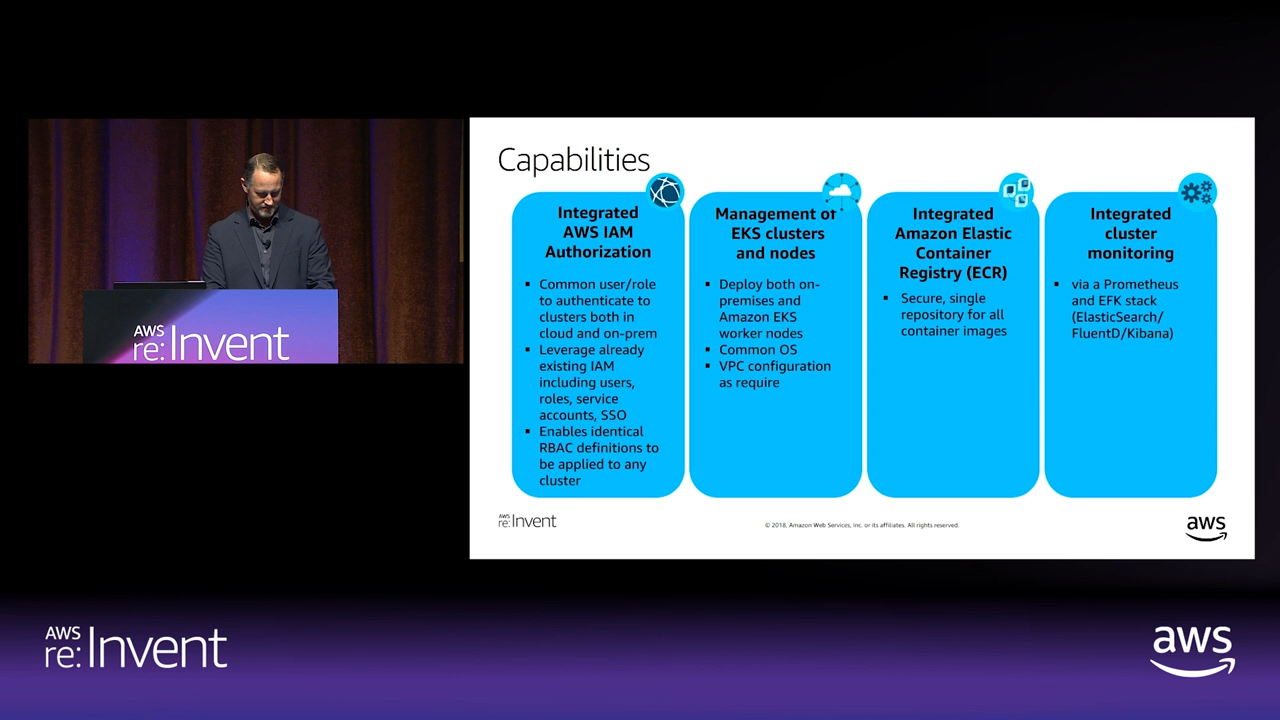 Capabilities
Integrated
AWS IAM
Authorization
▪ Common user/role
to authenticate to
clusters both in
cloud and on-prem
▪ Leverage already
existing IAM
including users,
roles, service
accounts, SSO
▪ Enables identical
RBAC definitions to
be applied to any
cluster
Management of
EKS clusters
and nodes
▪ Deploy both on-
premises and
Amazon EKS
worker nodes
▪ Common OS
▪ VPC configuration
as require
Integrated
Amazon Elastic
Container
Registry (ECR)
▪ Secure, single
repository for all
container images
Integrated
cluster
monitoring
▪ via a Prometheus
and EFK stack
(ElasticSearch/
FluentD/Kibana)
AWS
re:Invent
© 2018, Amazon Web Services, Inc. or its affiliates. All rights reserved.
aws
AWS
re:Invent
AWS
re:Invent
aws